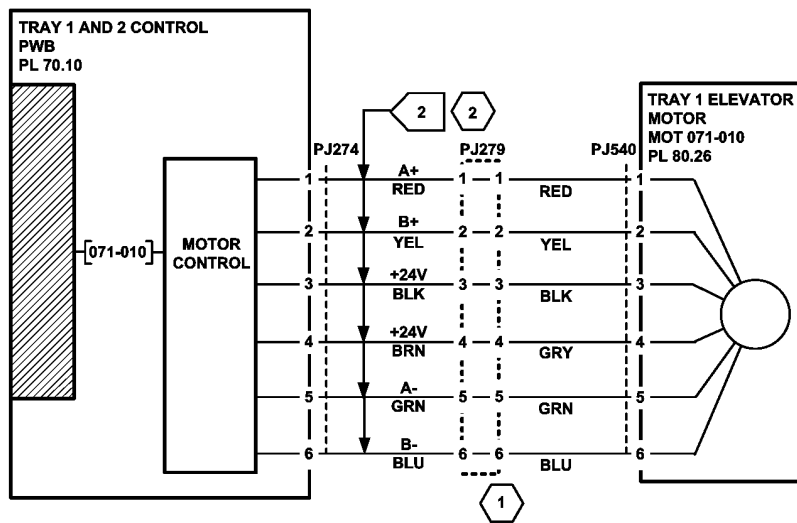 TRAY 1 AND 2 CONTROL
PWB
PL 70.10
2 2
TRAY 1 ELEVATOR
MOTOR
MOT 071-010
PL 80.26
PJ274 PJ279 PJ540
1 A+ 1 1 1
RED RED
2 B+ 2 2 2
YEL YEL
071-010
MOTOR
CONTROL
3 +24V 3 3 3
BLK BLK
4 +24V 4 4 4
BRN GRY
5 A- 5 5 5
GRN GRN
6 B- 6 6 6
BLU BLU
1